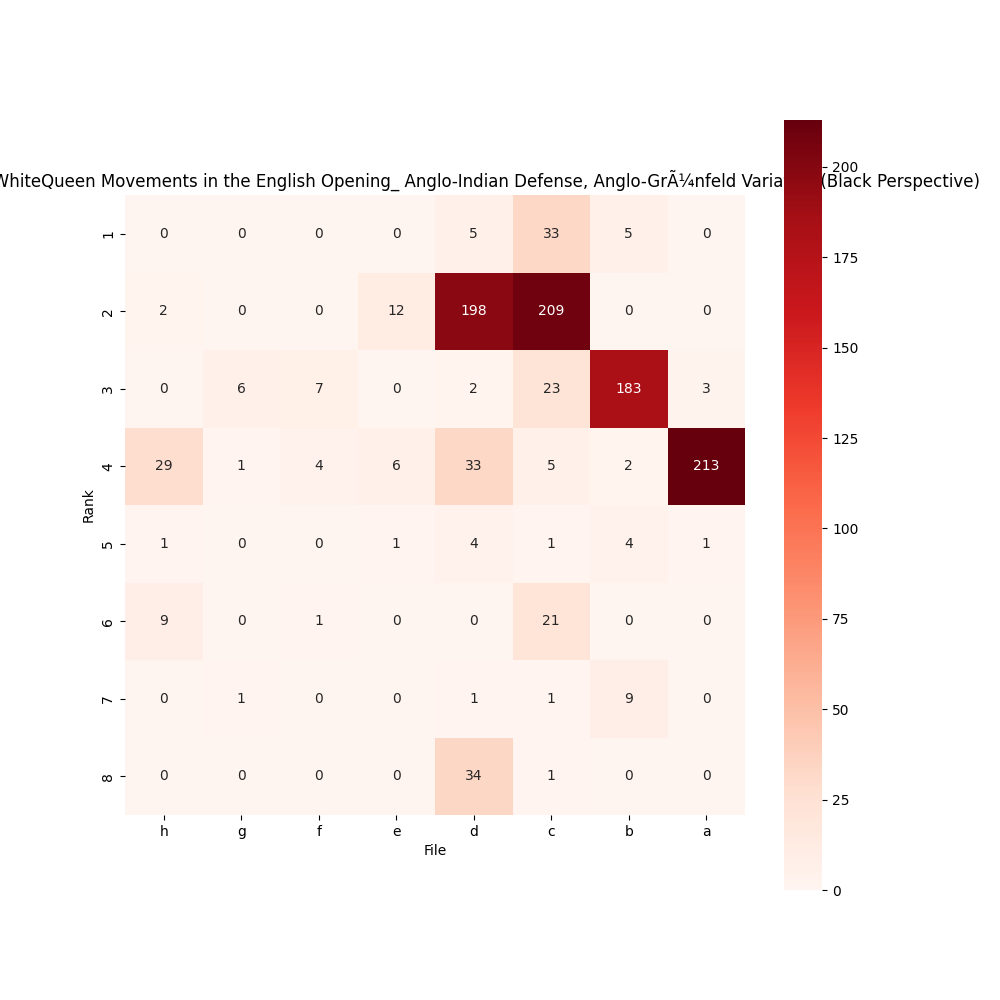 WhiteQueen Movements in the English Opening_ Anglo-Indian Defense, Anglo-GrÃ¼nfeld Varia (Black Perspective)
200
1 0 0 0 0 5 33 5 0
175
2 2 0 0 12 198 209 0 0
150
3 0 6 7 0 2 23 183 3
125
4 29 1 4 6 33 5 2 213
Rank
100
5 1 0 0 1 4 1 4 1
75
6 9 0 1 0 0 21 0 0
50
7 0 1 0 0 1 1 9 0
25
8 0 0 0 0 34 1 0 0
h g f e d c b a
File
0